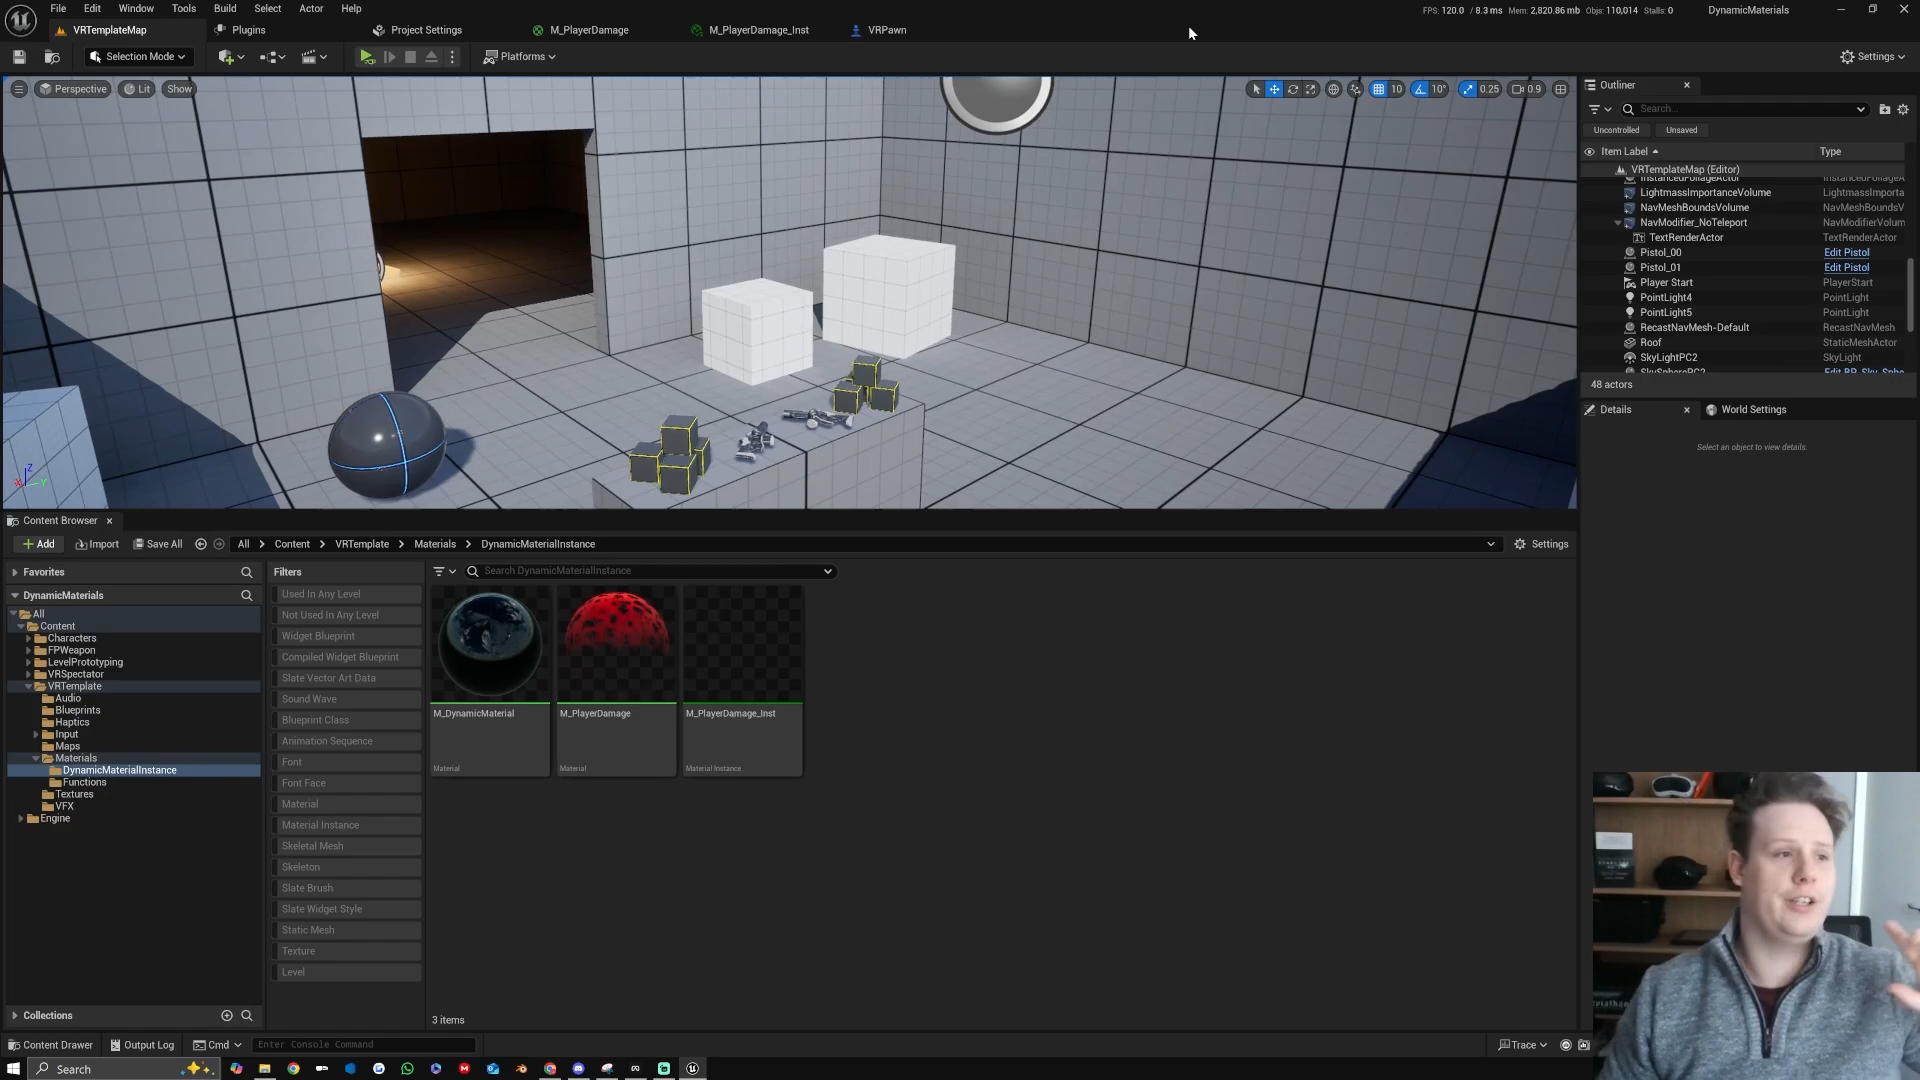 File Edit Window Tools Build Select Actor Help
FPS: 120.0 / 8.3 ms Mem: 2,820.86 mb Objs: 110,014 Stalls: 0 DynamicMaterials
VRTemplateMap Plugins Project Settings M_PlayerDamage M_PlayerDamage_Inst VRPawn
Selection Mode Platforms Settings
Perspective Lit Show 10 10° 0.25 0.9
Outliner
Search...
Uncontrolled Unsaved
Item Label Type
VRTemplateMap (Editor)
InstancedFoliageActor InstancedFoliageA
LightmassImportanceVolume LightmassImporta
NavMeshBoundsVolume NavMeshBoundsV
NavModifier_NoTeleport NavModifierVolum
TextRenderActor TextRenderActor
Pistol_00 Edit Pistol
Pistol_01 Edit Pistol
Player Start PlayerStart
PointLight4 PointLight
PointLight5 PointLight
RecastNavMesh-Default RecastNavMesh
Roof StaticMeshActor
SkyLightPC2 SkyLight
SkySpherePC2 Edit BP_Sky_Sphe
48 actors
Details World Settings
Select an object to view details.
Z
X Y
Content Browser
Add Import Save All All Content VRTemplate Materials DynamicMaterialInstance Settings
Favorites
DynamicMaterials
All
Content
Characters
FPWeapon
LevelPrototyping
VRSpectator
VRTemplate
Audio
Blueprints
Haptics
Input
Maps
Materials
DynamicMaterialInstance
Functions
Textures
VFX
Engine
Collections
Filters
Used In Any Level
Not Used In Any Level
Widget Blueprint
Compiled Widget Blueprint
Slate Vector Art Data
Sound Wave
Blueprint Class
Animation Sequence
Font
Font Face
Material
Material Instance
Skeletal Mesh
Skeleton
Slate Brush
Slate Widget Style
Static Mesh
Texture
Level
Search DynamicMaterialInstance
M_DynamicMaterial M_PlayerDamage M_PlayerDamage_Inst
Material Material Material Instance
3 items
Content Drawer Output Log Cmd Enter Console Command Trace
Search